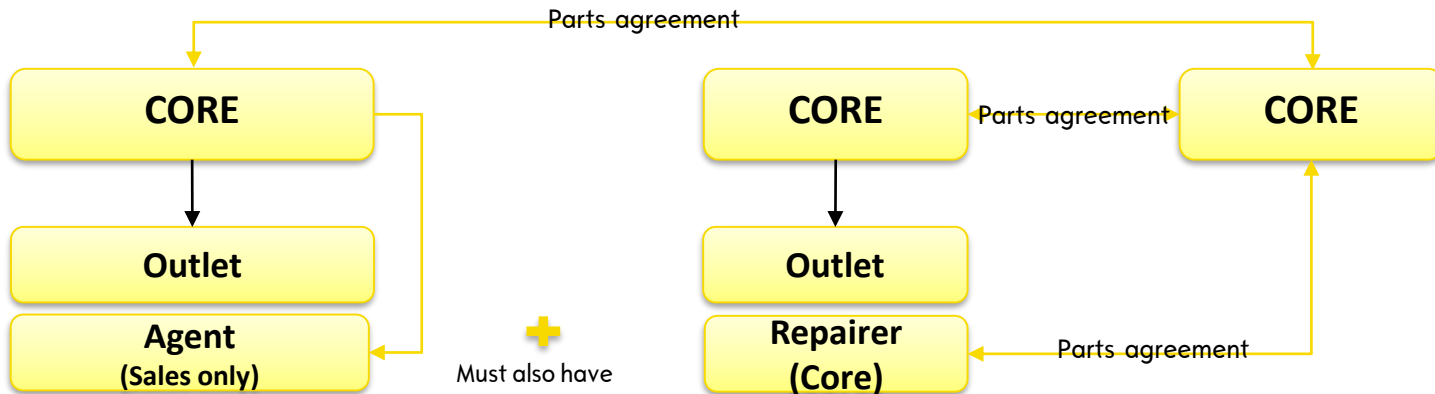 Parts agreement
CORE
CORE
Parts agreement
CORE
Outlet
Outlet
Agent
(Sales only)
Must also have
Repairer
(Core)
Parts agreement